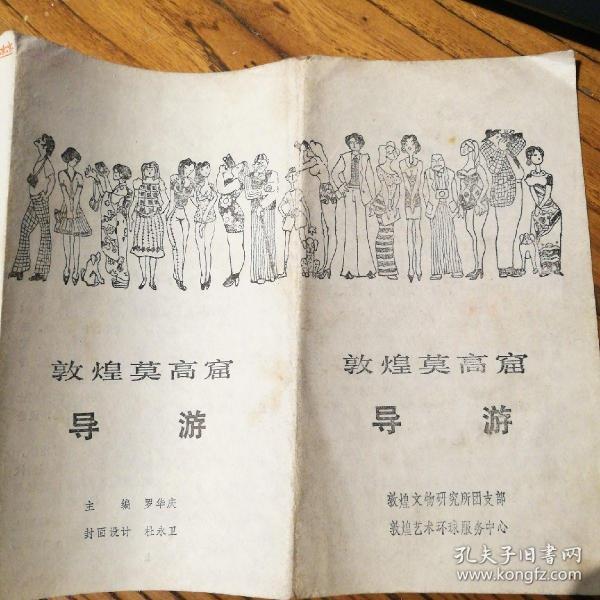 敦煌莫高窟
导 游
主 编 罗华庆
封面设计 杜永卫
敦煌莫高窟
导 游
敦煌文物研究所团支部
敦煌艺术环球服务中心
孔夫子旧书网
www.kongfz.com